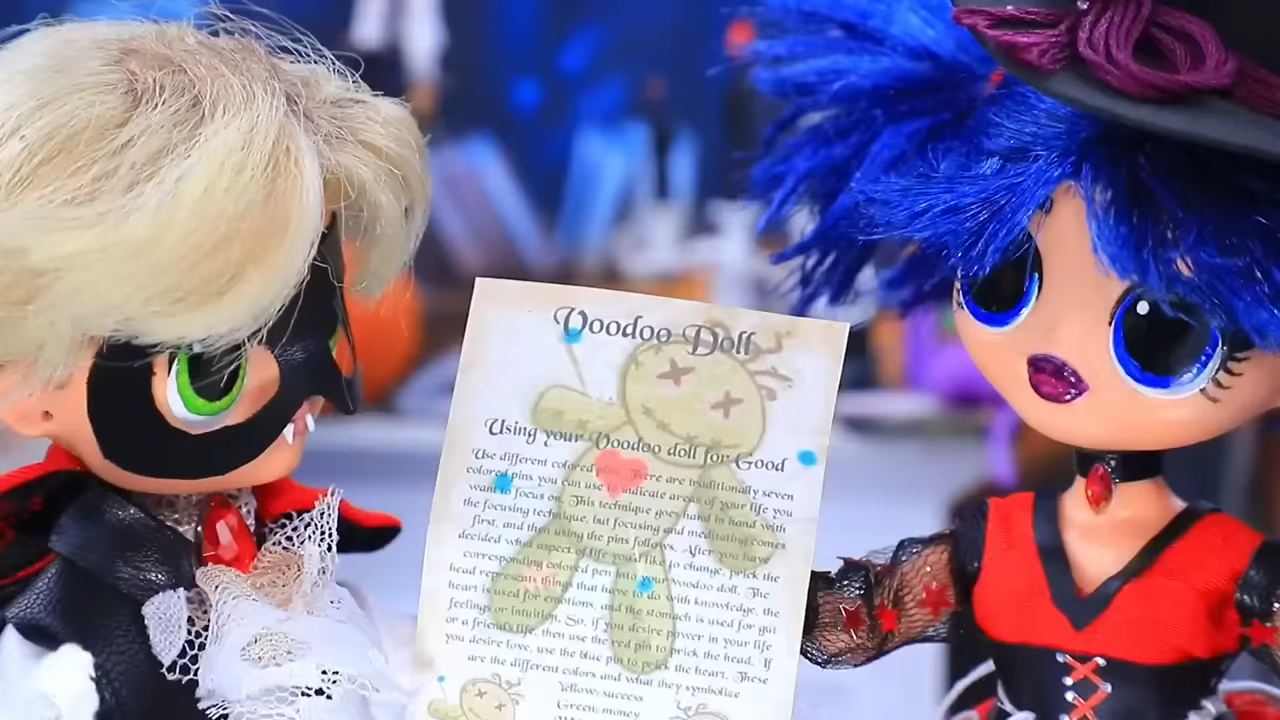 Voodoo Doll
Using your Voodoo doll for Good
Use different colored pins. There are traditionally seven
colored pins you can use to indicate areas of your life you
want to focus on. This technique goes hand in hand with
the focusing technique, but focusing and meditating comes
first, and then using the pins follows. After you have
decided what aspect of life you'd like to change, prick the
corresponding colored pen into your voodoo doll. The
head represents things that have to do with knowledge, the
heart is used for emotions, and the stomach is used for gut
feelings or intuition. So, if you desire power in your life
or a friend's life, then use the red pin to prick the head. If
you desire love, use the blue pin to prick the heart. These
are the different colors and what they symbolize
Yellow: success
Green: money